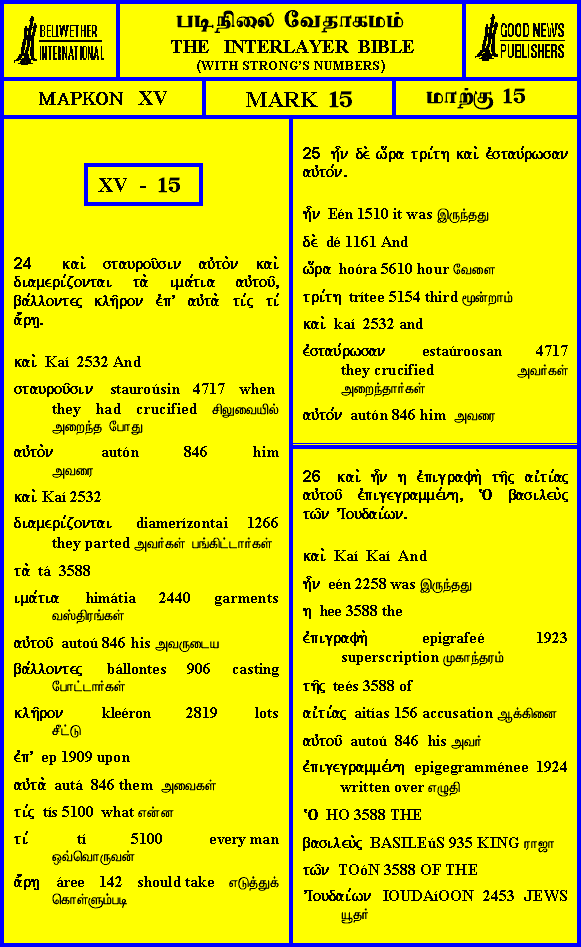 BELLWETHER
INTERNATIONAL
படிநிலை வேதாகமம்
THE INTERLAYER BIBLE
(WITH STRONG'S NUMBERS)
GOOD NEWS
PUBLISHERS
ΜΑΡΚΟΝ XV
MARK 15
மாற்கு 15
XV - 15
24 καὶ σταυροῦσιν αὐτὸν καὶ
διαμερίζονται τὰ ιμάτια αὐτοῦ,
βάλλοντες κλῆρον ἐπ' αὐτὰ τίς τί
ἄρῃ.
καὶ Kaí 2532 And
σταυροῦσιν stauroúsin 4717 when
they had crucified சிலுவையில்
அறைந்த போது
αὐτὸν autón 846 him
அவரை
καὶ Kaí 2532
διαμερίζονται diamerízontai 1266
they parted அவர்கள் பங்கிட்டார்கள்
τὰ tá 3588
ιμάτια himátia 2440 garments
வஸ்திரங்கள்
αὐτοῦ autoú 846 his அவருடைய
βάλλοντες bállontes 906 casting
போட்டார்கள்
κλῆρον kleéron 2819 lots
சீட்டு
ἐπ' ep 1909 upon
αὐτὰ autá 846 them அவைகள்
τίς tís 5100 what என்ன
τί tí 5100 every man
ஒவ்வொருவன்
ἄρῃ áree 142 should take எடுத்துக்
கொள்ளும்படி
25 ἦν δὲ ὥρα τρίτη καὶ ἐσταύρωσαν
αὐτόν.
ἦν Eén 1510 it was இருந்தது
δὲ dé 1161 And
ὥρα hoóra 5610 hour வேளை
τρίτη trítee 5154 third மூன்றாம்
καὶ kaí 2532 and
ἐσταύρωσαν estaúroosan 4717
they crucified அவர்கள்
அறைந்தார்கள்
αὐτόν autón 846 him அவரை
26 καὶ ἦν η ἐπιγραφὴ τῆς αἰτίας
αὐτοῦ ἐπιγεγραμμένη, Ὁ βασιλεὺς
τῶν Ἰουδαίων.
καὶ Kaí Kaí And
ἦν eén 2258 was இருந்தது
η hee 3588 the
ἐπιγραφὴ epigrafeé 1923
superscription முகாந்தரம்
τῆς teés 3588 of
αἰτίας aitías 156 accusation ஆக்கினை
αὐτοῦ autoú 846 his அவர்
ἐπιγεγραμμένη epigegramménee 1924
written over எழுதி
Ὁ HO 3588 THE
βασιλεὺς BASILEúS 935 KING ராஜா
τῶν TOóN 3588 OF THE
Ἰουδαίων IOUDAíOON 2453 JEWS
யூதர்